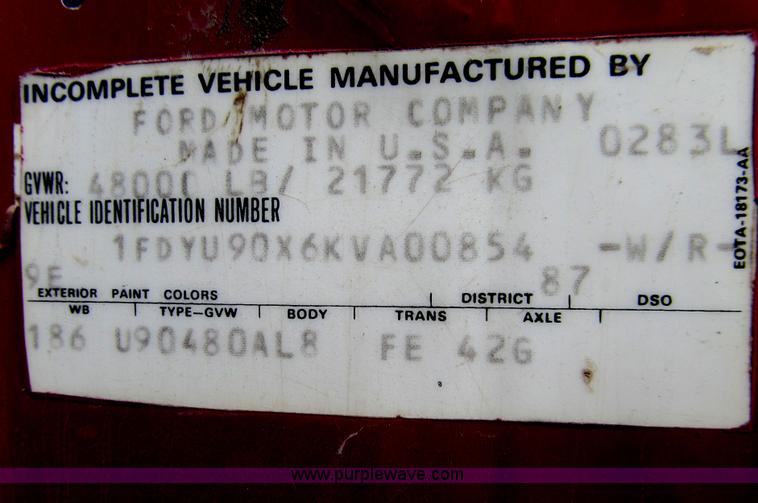 INCOMPLETE VEHICLE MANUFACTURED BY
FORD MOTOR COMPANY
MADE IN U.S.A. 0283L
GVWR: 48000 LB/ 21772 KG
VEHICLE IDENTIFICATION NUMBER
1FDYU90X6KVA00854 -W/R-
EOTA-18173-AA
9F 87
EXTERIOR PAINT COLORS DISTRICT DSO
WB TYPE-GVW BODY TRANS AXLE
186 U90480AL8 FE 42G
www.purplewave.com